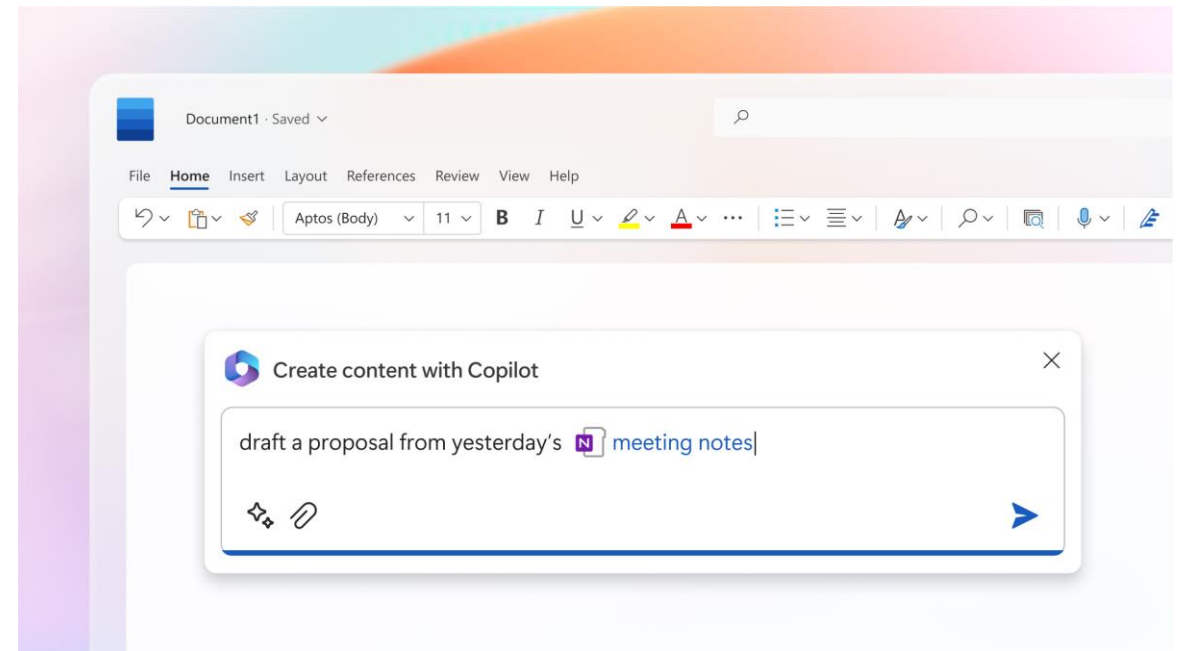 Document1 · Saved
File Home Insert Layout References Review View Help
Aptos (Body) 11 B I U A
Create content with Copilot
draft a proposal from yesterday's N meeting notes